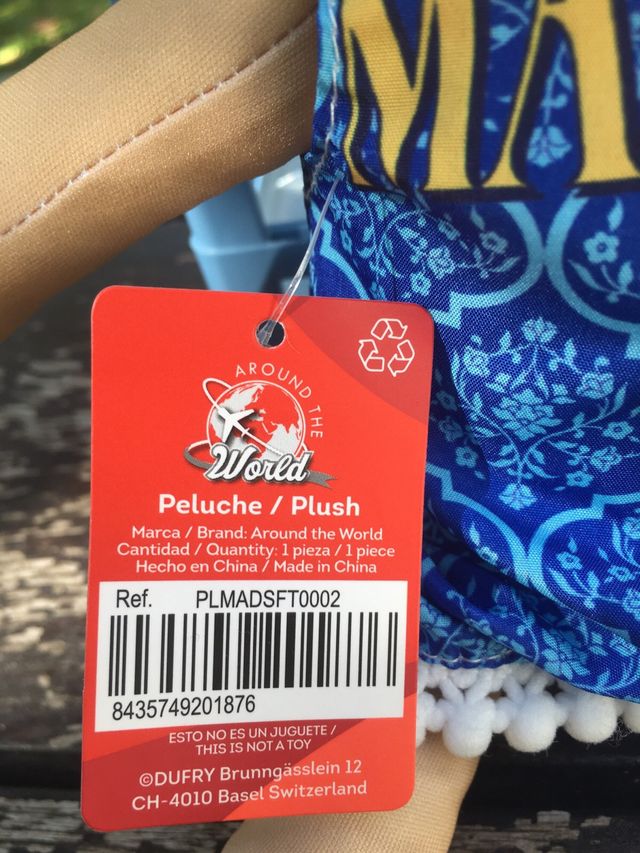 MA
AROUND THE
World
Peluche / Plush
Marca / Brand: Around the World
Cantidad / Quantity: 1 pieza / 1 piece
Hecho en China / Made in China
Ref. PLMADSFT0002
8435749201876
ESTO NO ES UN JUGUETE /
THIS IS NOT A TOY
©DUFRY Brunngässlein 12
CH-4010 Basel Switzerland